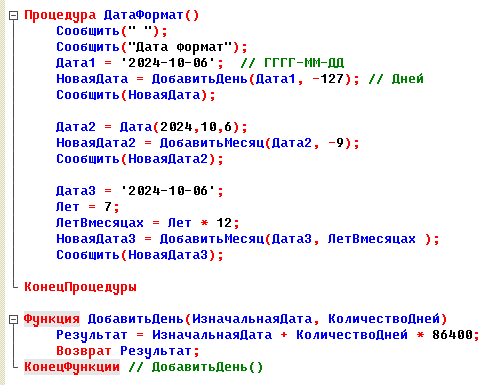 Процедура ДатаФормат()
Сообщить(" ");
Сообщить("Дата формат");
Дата1 = '2024-10-06'; // ГГГГ-ММ-ДД
НоваяДата = ДобавитьДень(Дата1, -127); // Дней
Сообщить(НоваяДата);
Дата2 = Дата(2024,10,6);
НоваяДата2 = ДобавитьМесяц(Дата2, -9);
Сообщить(НоваяДата2);
Дата3 = '2024-10-06';
Лет = 7;
ЛетВмесяцах = Лет * 12;
НоваяДата3 = ДобавитьМесяц(Дата3, ЛетВмесяцах );
Сообщить(НоваяДата3);
КонецПроцедуры
Функция ДобавитьДень(ИзначальнаяДата, КоличествоДней)
Результат = ИзначальнаяДата + КоличествоДней * 86400;
Возврат Результат;
КонецФункции // ДобавитьДень()